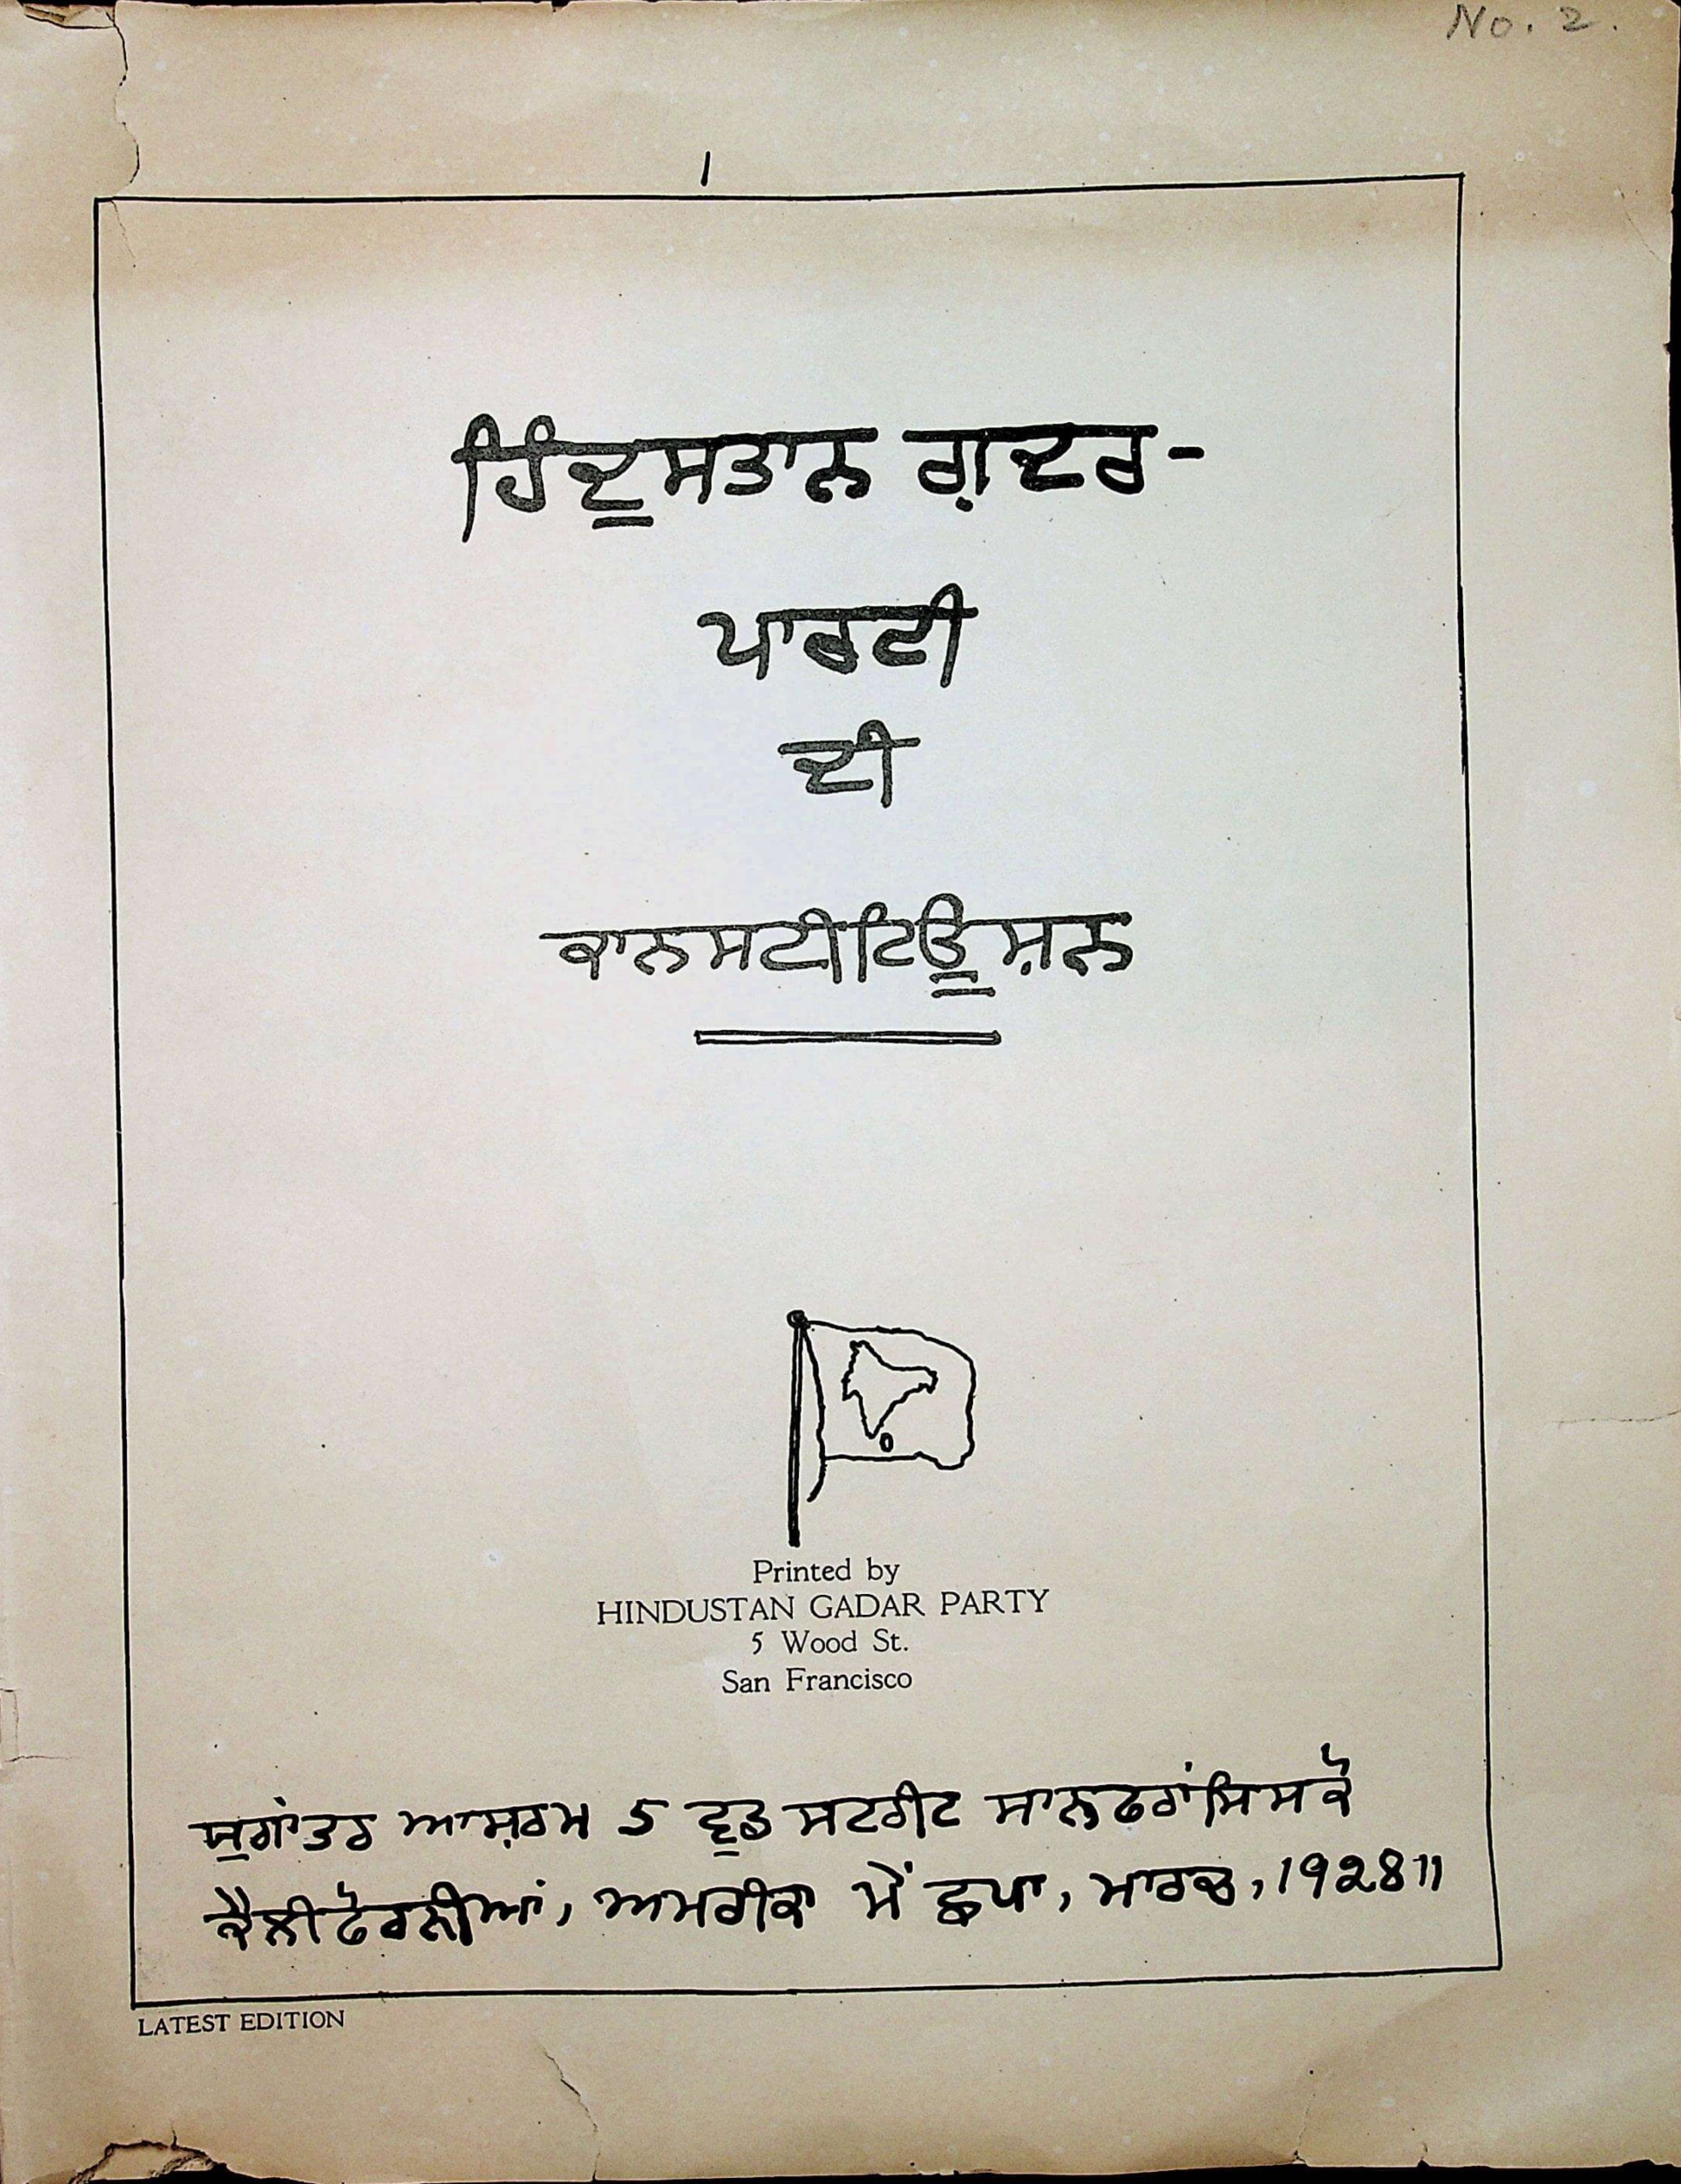 No. 2.
1
ਹਿੰਦੂਸਤਾਨ ਗ਼ਦਰ-
ਪਾਰਟੀ
ਦੀ
ਕਾਨਸਟੀਟਿਊਸ਼ਨ
Printed by
HINDUSTAN GADAR PARTY
5 Wood St.
San Francisco
ਯੁਗਾਂਤਰ ਆਸ਼ਰਮ 5 ਵੂਡ ਸਟਰੀਟ ਸਾਨਫਰਾਂਸਿਸਕੋ
ਕੈਲੀਫੋਰਨੀਆਂ, ਅਮਰੀਕਾ ਮੇਂ ਛਪਾ, ਮਾਰਚ, 1928॥
LATEST EDITION